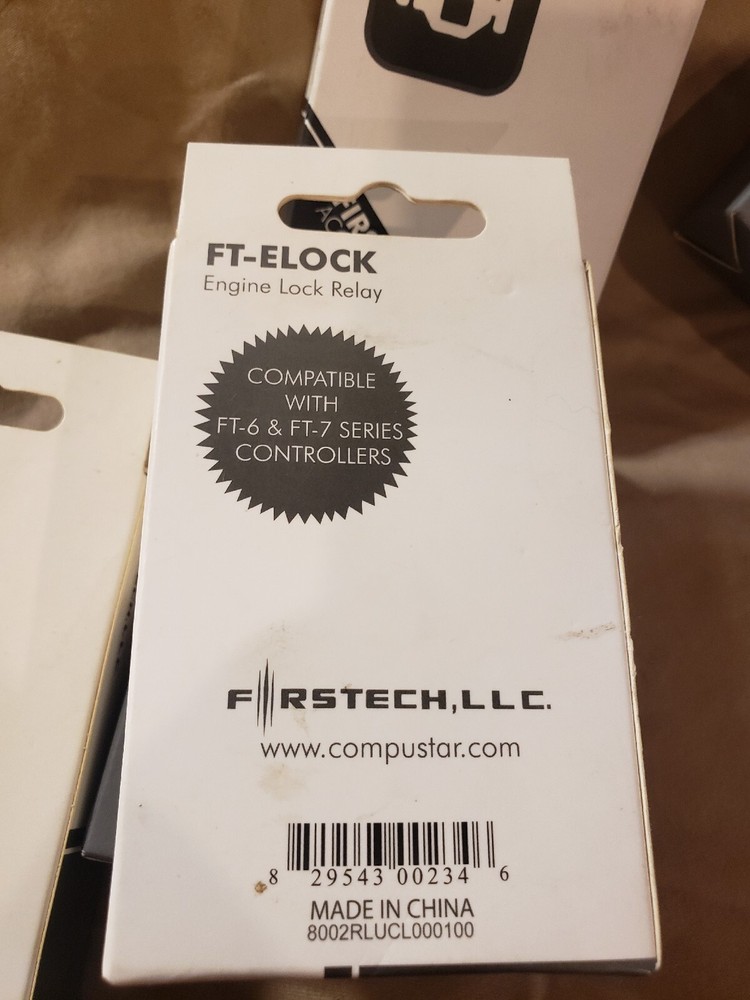 FT-ELOCK
Engine Lock Relay
COMPATIBLE
WITH
FT-6 & FT-7 SERIES
CONTROLLERS
FIRSTECH,LLC.
www.compustar.com
8 29543 00234 6
MADE IN CHINA
8002RLUCL000100